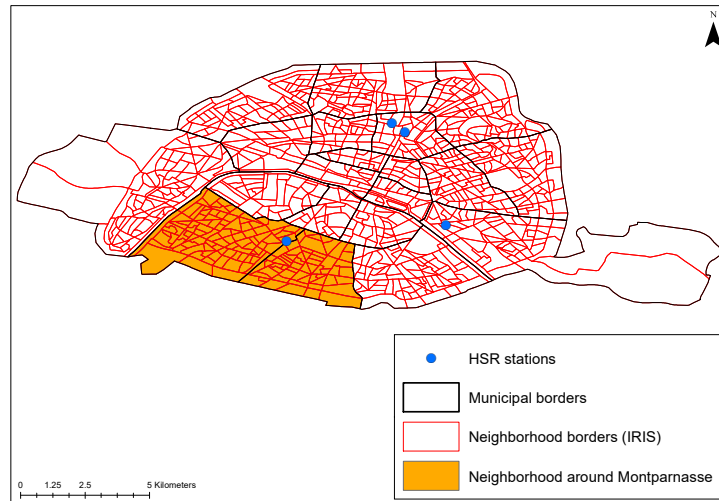 N
HSR stations
Municipal borders
Neighborhood borders (IRIS)
Neighborhood around Montparnasse
0 1.25 2.5 5 Kilometers